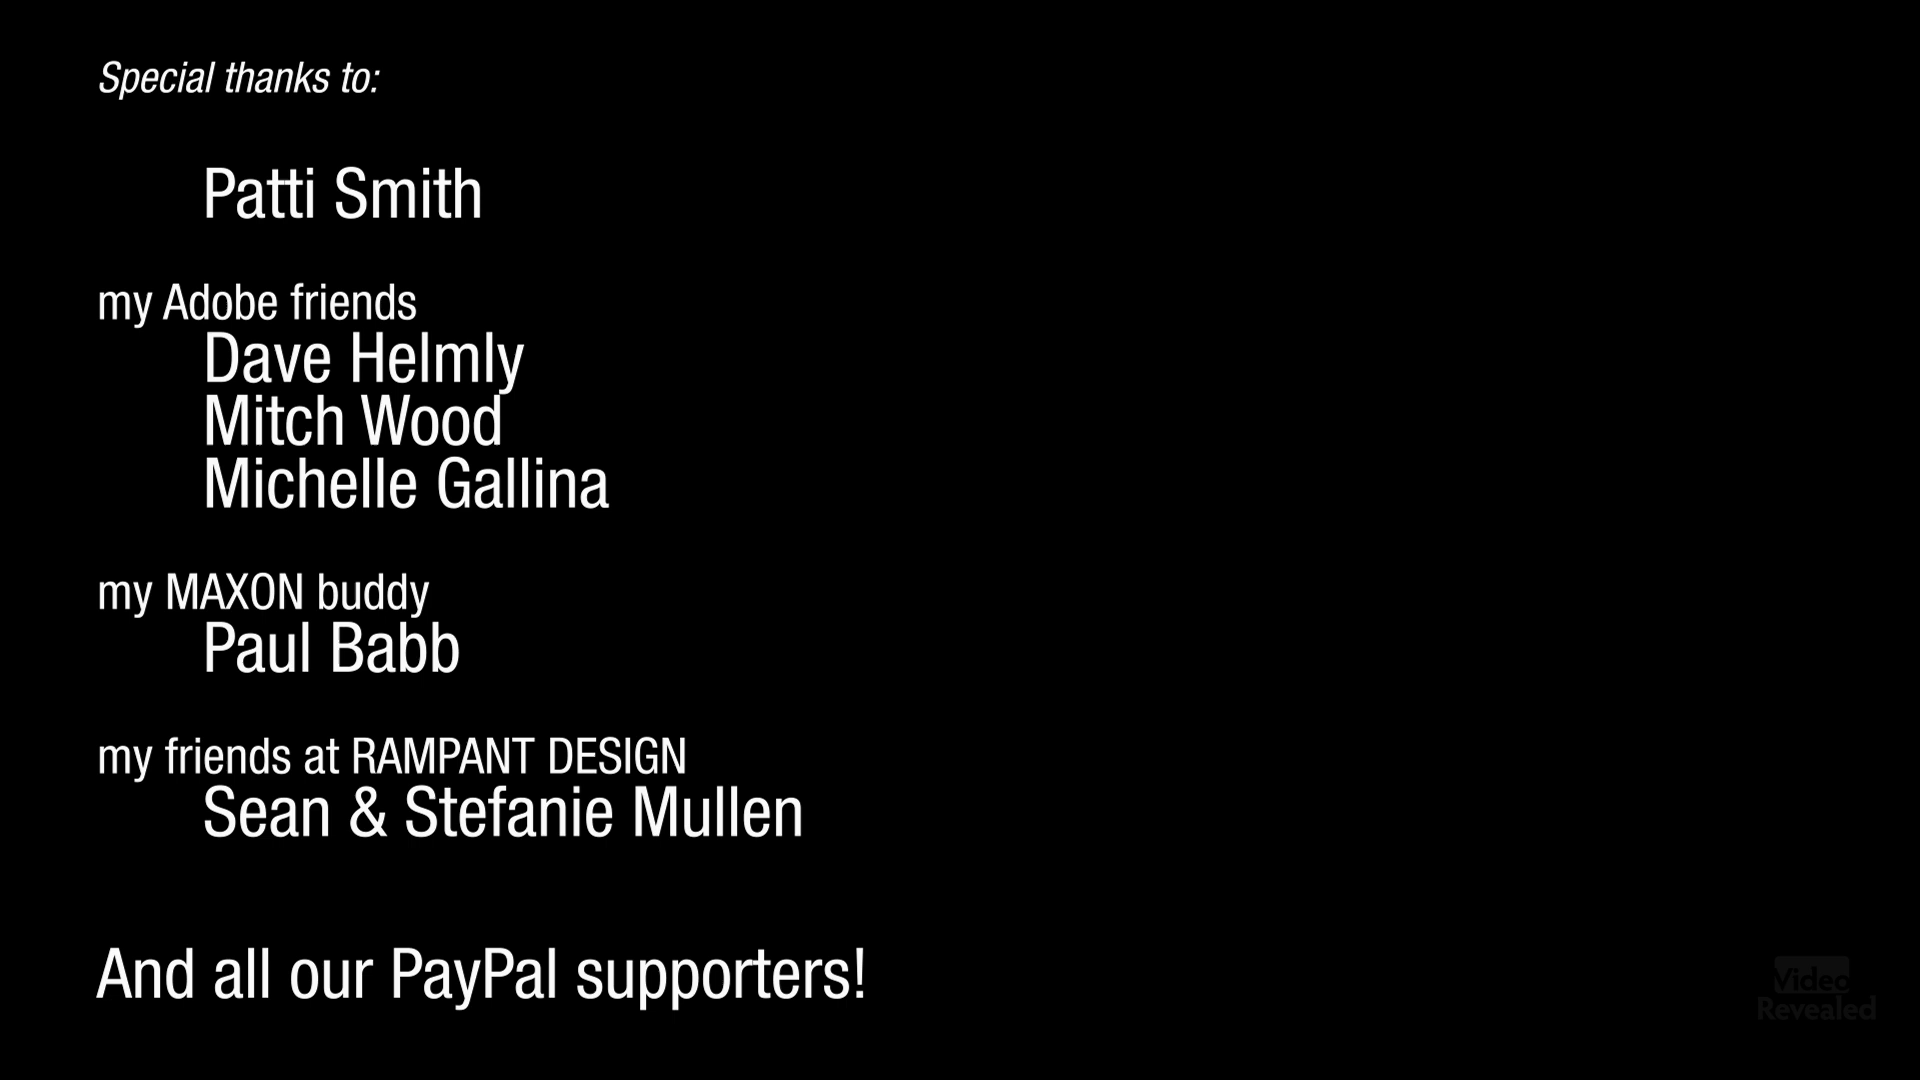 Special thanks to:
Patti Smith
my Adobe friends
Dave Helmly
Mitch Wood
Michelle Gallina
my MAXON buddy
Paul Babb
my friends at RAMPANT DESIGN
Sean & Stefanie Mullen
And all our PayPal supporters!
Video
Revealed